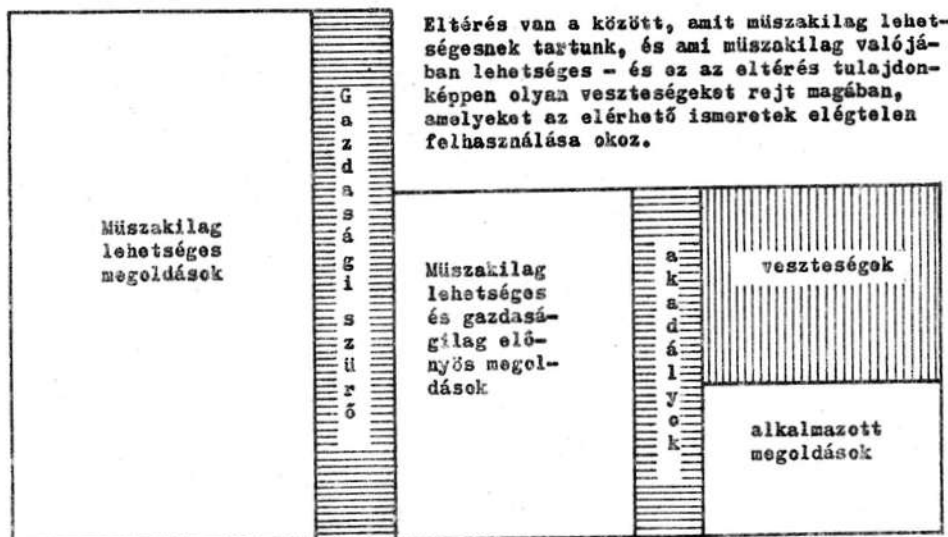 Eltérés van a között, amit müszakilag lehet-
ségesnek tartunk, és ami müszakilag valójá-
ban lehetséges - és ez az eltérés tulajdon-
képpen olyan veszteségeket rejt magában,
amelyeket az elérhető ismeretek elégtelen
felhasználása okoz.
Müszakilag
lehetséges
megoldások
Gazdasági szürő
Müszakilag
lehetséges
és gazdasá-
gilag elő-
nyös megol-
dások
akadályok
veszteségek
alkalmazott
megoldások